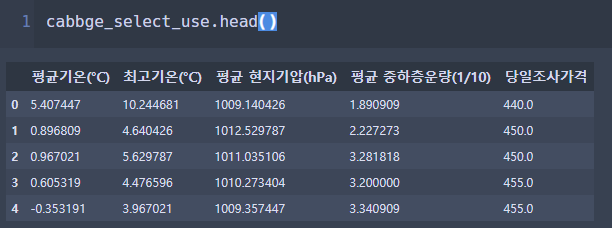 1 cabbge_select_use.head()
평균기온(°C) 최고기온(°C) 평균 현지기압(hPa) 평균 중하층운량(1/10) 당일조사가격
0 5.407447 10.244681 1009.140426 1.890909 440.0
1 0.896809 4.640426 1012.529787 2.227273 450.0
2 0.967021 5.629787 1011.035106 3.281818 450.0
3 0.605319 4.476596 1010.273404 3.200000 455.0
4 -0.353191 3.967021 1009.357447 3.340909 455.0